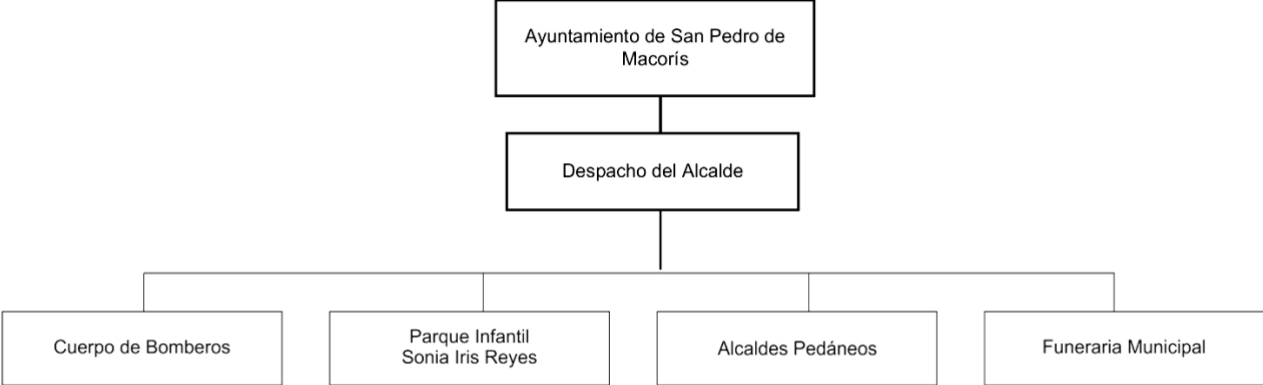 Ayuntamiento de San Pedro de
Macorís
Despacho del Alcalde
Cuerpo de Bomberos
Parque Infantil
Sonia Iris Reyes
Alcaldes Pedáneos
Funeraria Municipal